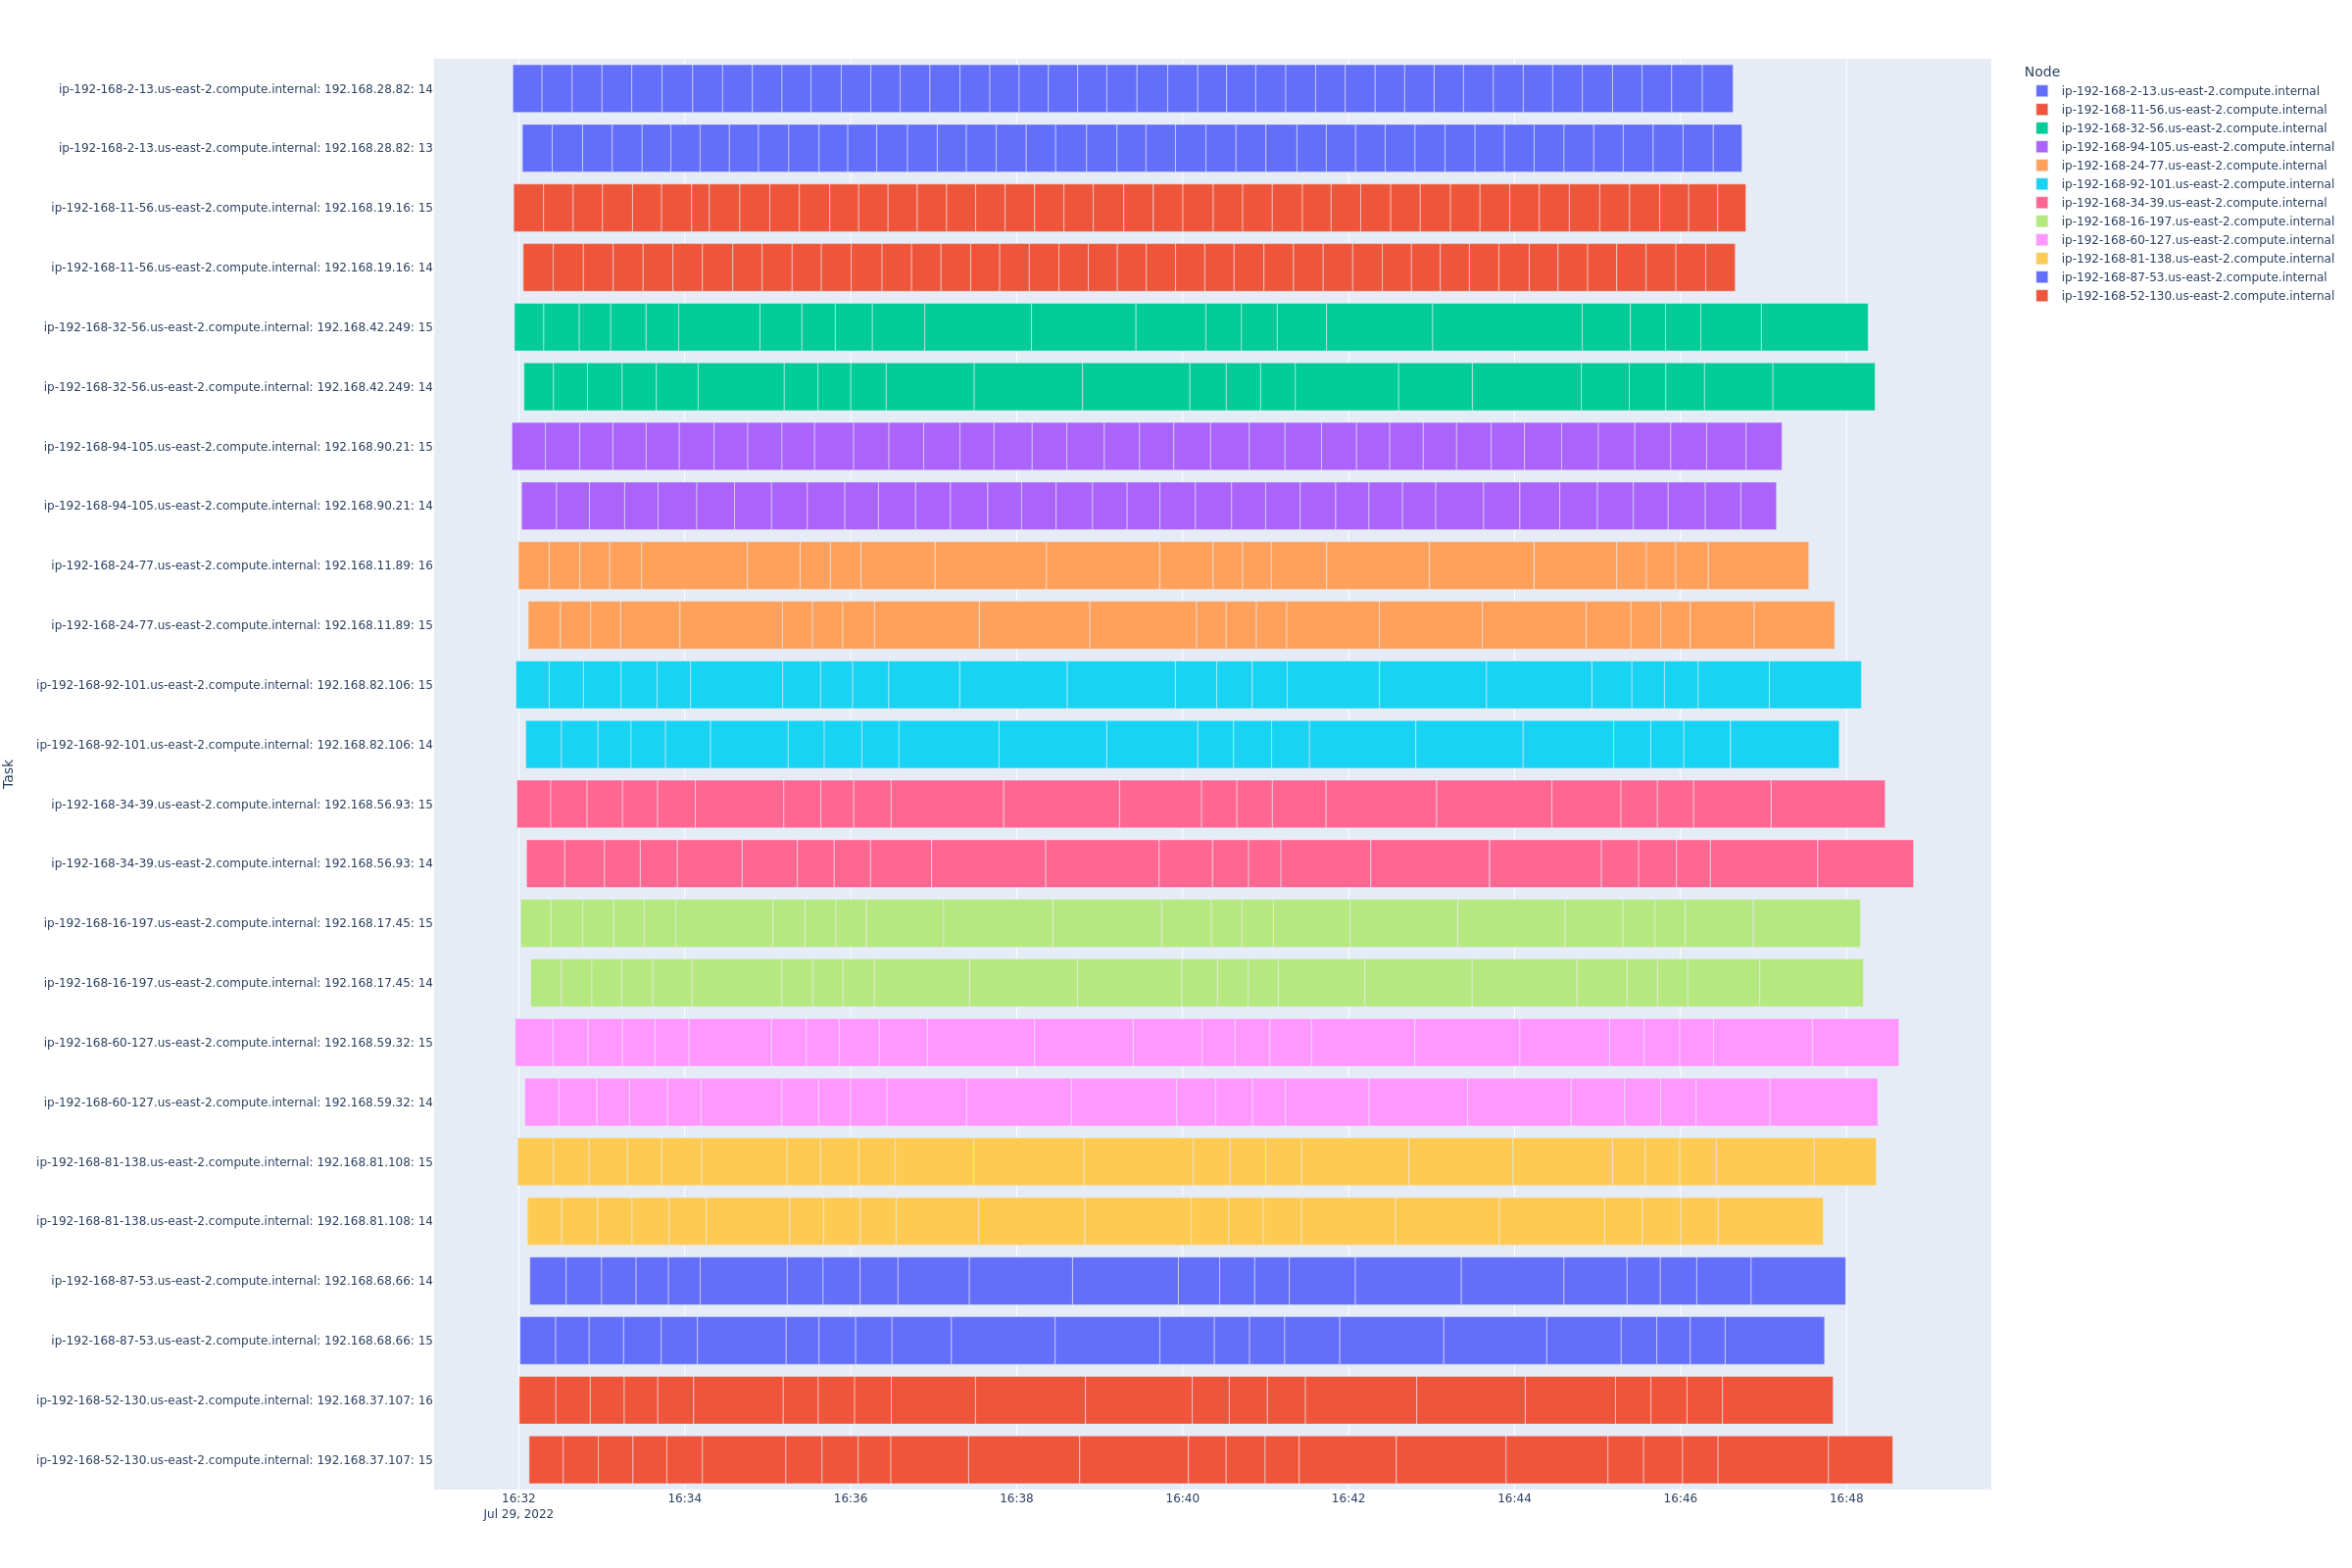 ip-192-168-2-13.us-east-2.compute.internal: 192.168.28.82: 14
ip-192-168-2-13.us-east-2.compute.internal: 192.168.28.82: 13
ip-192-168-11-56.us-east-2.compute.internal: 192.168.19.16: 15
ip-192-168-11-56.us-east-2.compute.internal: 192.168.19.16: 14
ip-192-168-32-56.us-east-2.compute.internal: 192.168.42.249: 15
ip-192-168-32-56.us-east-2.compute.internal: 192.168.42.249: 14
ip-192-168-94-105.us-east-2.compute.internal: 192.168.90.21: 15
ip-192-168-94-105.us-east-2.compute.internal: 192.168.90.21: 14
ip-192-168-24-77.us-east-2.compute.internal: 192.168.11.89: 16
ip-192-168-24-77.us-east-2.compute.internal: 192.168.11.89: 15
ip-192-168-92-101.us-east-2.compute.internal: 192.168.82.106: 15
ip-192-168-92-101.us-east-2.compute.internal: 192.168.82.106: 14
ip-192-168-34-39.us-east-2.compute.internal: 192.168.56.93: 15
ip-192-168-34-39.us-east-2.compute.internal: 192.168.56.93: 14
ip-192-168-16-197.us-east-2.compute.internal: 192.168.17.45: 15
ip-192-168-16-197.us-east-2.compute.internal: 192.168.17.45: 14
ip-192-168-60-127.us-east-2.compute.internal: 192.168.59.32: 15
ip-192-168-60-127.us-east-2.compute.internal: 192.168.59.32: 14
ip-192-168-81-138.us-east-2.compute.internal: 192.168.81.108: 15
ip-192-168-81-138.us-east-2.compute.internal: 192.168.81.108: 14
ip-192-168-87-53.us-east-2.compute.internal: 192.168.68.66: 14
ip-192-168-87-53.us-east-2.compute.internal: 192.168.68.66: 15
ip-192-168-52-130.us-east-2.compute.internal: 192.168.37.107: 16
ip-192-168-52-130.us-east-2.compute.internal: 192.168.37.107: 15
Task
16:32 16:34 16:36 16:38 16:40 16:42 16:44 16:46 16:48
Jul 29, 2022
Node
ip-192-168-2-13.us-east-2.compute.internal
ip-192-168-11-56.us-east-2.compute.internal
ip-192-168-32-56.us-east-2.compute.internal
ip-192-168-94-105.us-east-2.compute.internal
ip-192-168-24-77.us-east-2.compute.internal
ip-192-168-92-101.us-east-2.compute.internal
ip-192-168-34-39.us-east-2.compute.internal
ip-192-168-16-197.us-east-2.compute.internal
ip-192-168-60-127.us-east-2.compute.internal
ip-192-168-81-138.us-east-2.compute.internal
ip-192-168-87-53.us-east-2.compute.internal
ip-192-168-52-130.us-east-2.compute.internal